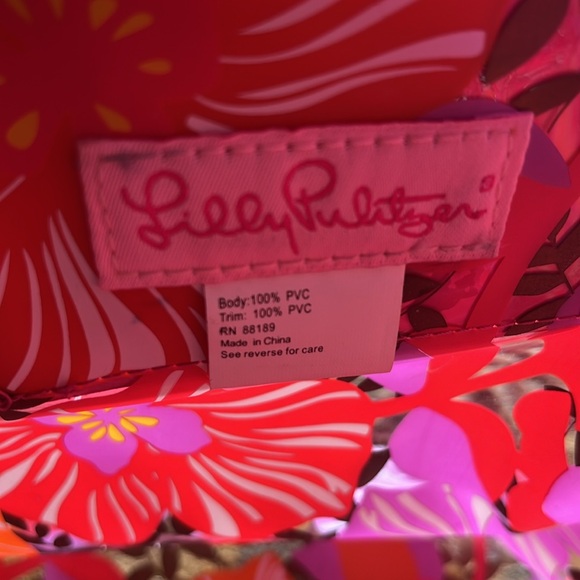 Lilly Pulitzer®
Body:100% PVC
Trim: 100% PVC
RN 88189
Made in China
See reverse for care